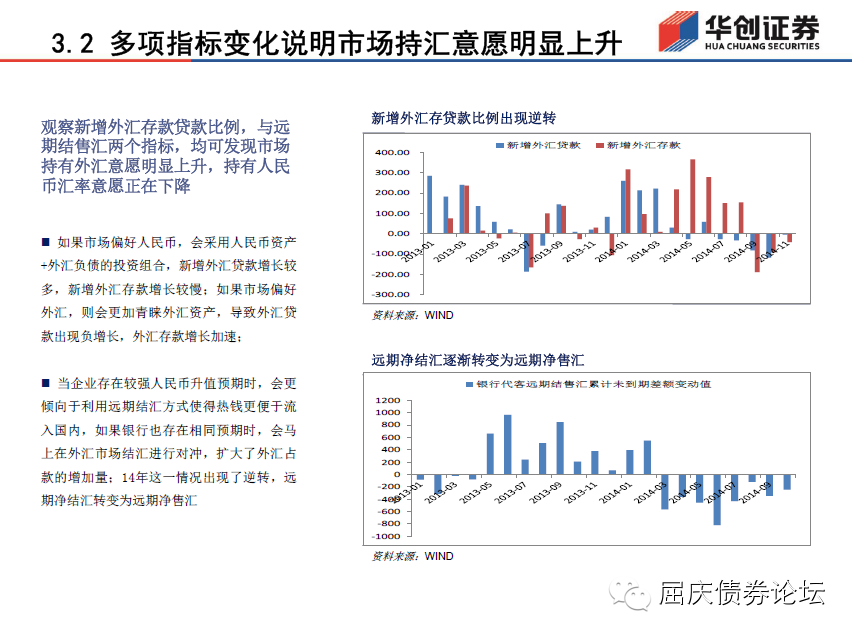 3.2 多项指标变化说明市场持汇意愿明显上升
华创证券
HUA CHUANG SECURITIES
观察新增外汇存款贷款比例，与远
期结售汇两个指标，均可发现市场
持有外汇意愿明显上升，持有人民
币汇率意愿正在下降
■ 如果市场偏好人民币，会采用人民币资产
+外汇负债的投资组合，新增外汇贷款增长较
多，新增外汇存款增长较慢；如果市场偏好
外汇，则会更加青睐外汇资产，导致外汇贷
款出现负增长，外汇存款增长加速；
■ 当企业存在较强人民币升值预期时，会更
倾向于利用远期结汇方式使得热钱更便于流
入国内，如果银行也存在相同预期时，会马
上在外汇市场结汇进行对冲，扩大了外汇占
款的增加量；14年这一情况出现了逆转，远
期净结汇转变为远期净售汇
新增外汇存贷款比例出现逆转
新增外汇贷款 新增外汇存款
400.00
300.00
200.00
100.00
0.00
-100.00
-200.00
-300.00
2013-01 2013-03 2013-05 2013-07 2013-09 2013-11 2014-01 2014-03 2014-05 2014-07 2014-09 2014-11
资料来源：WIND
远期净结汇逐渐转变为远期净售汇
银行代客远期结售汇累计未到期差额变动值
1200
1000
800
600
400
200
0
-200
-400
-600
-800
-1000
2013-01 2013-03 2013-05 2013-07 2013-09 2013-11 2014-01 2014-03 2014-05 2014-07 2014-09
资料来源：WIND
屈庆债券论坛